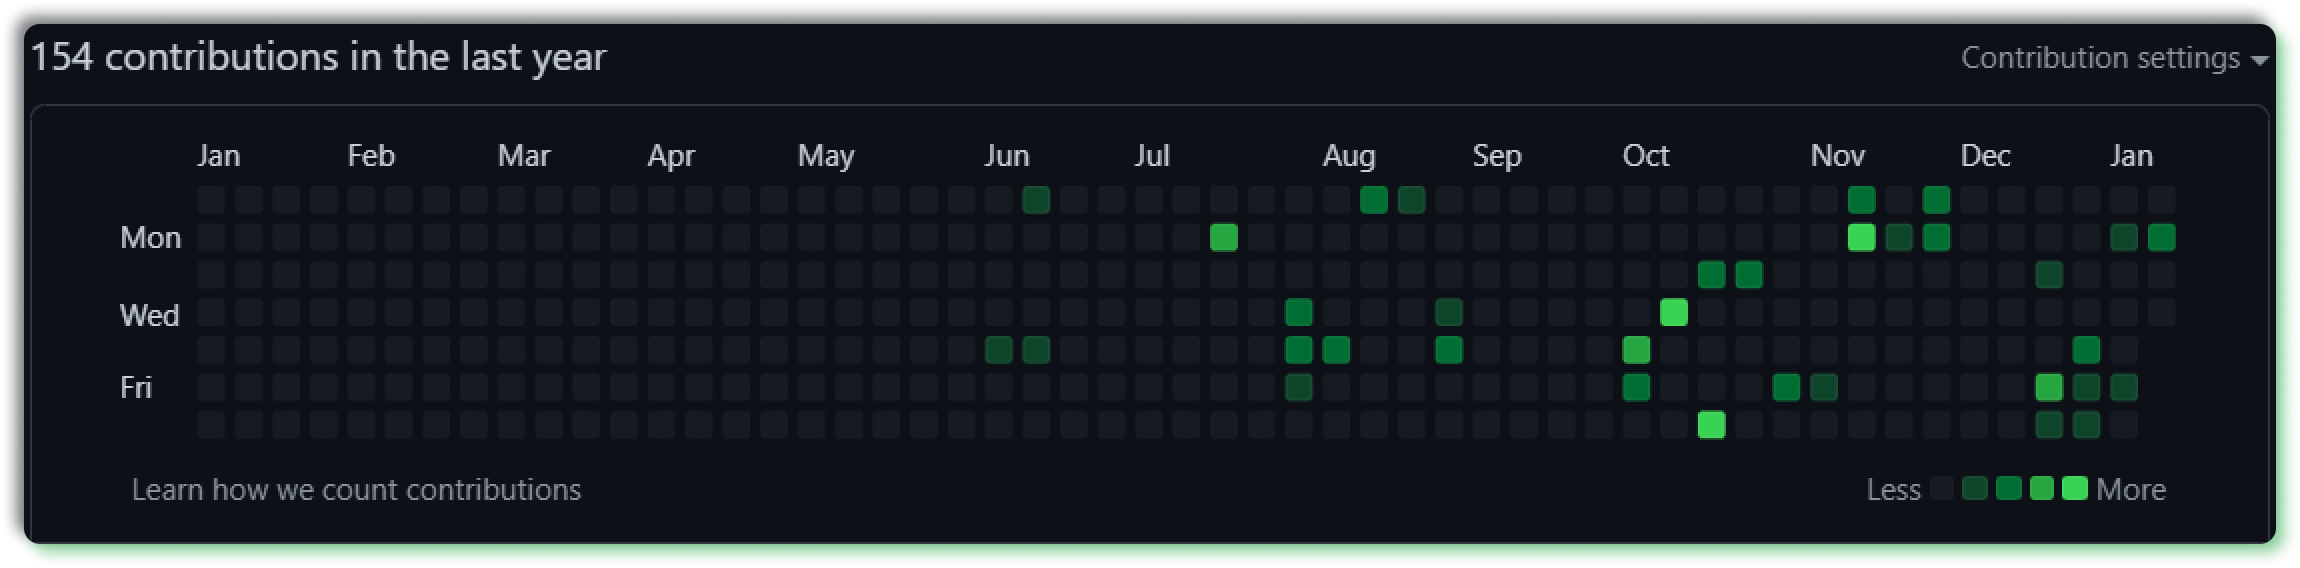 154 contributions in the last year
Contribution settings
Jan Feb Mar Apr May Jun Jul Aug Sep Oct Nov Dec Jan
Mon
Wed
Fri
Learn how we count contributions
Less More